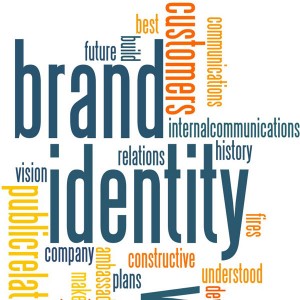 best
customers
communications
future
build
brand
internalcommunications
relations
history
vision
identity
publicrelat
company
ambassa
constructive
fires
make
plans
understood
de